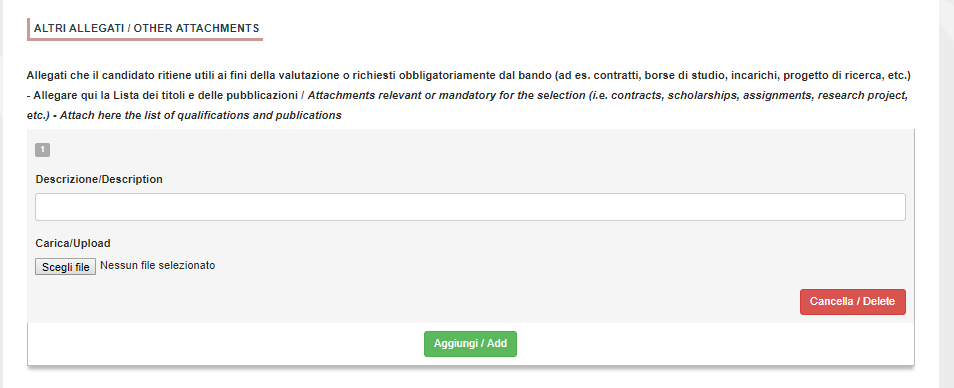 ALTRI ALLEGATI / OTHER ATTACHMENTS
Allegati che il candidato ritiene utili ai fini della valutazione o richiesti obbligatoriamente dal bando (ad es. contratti, borse di studio, incarichi, progetto di ricerca, etc.)
- Allegare qui la Lista dei titoli e delle pubblicazioni / Attachments relevant or mandatory for the selection (i.e. contracts, scholarships, assignments, research project,
etc.) - Attach here the list of qualifications and publications
1
Descrizione/Description
Carica/Upload
Scegli file Nessun file selezionato
Cancella / Delete
Aggiungi / Add